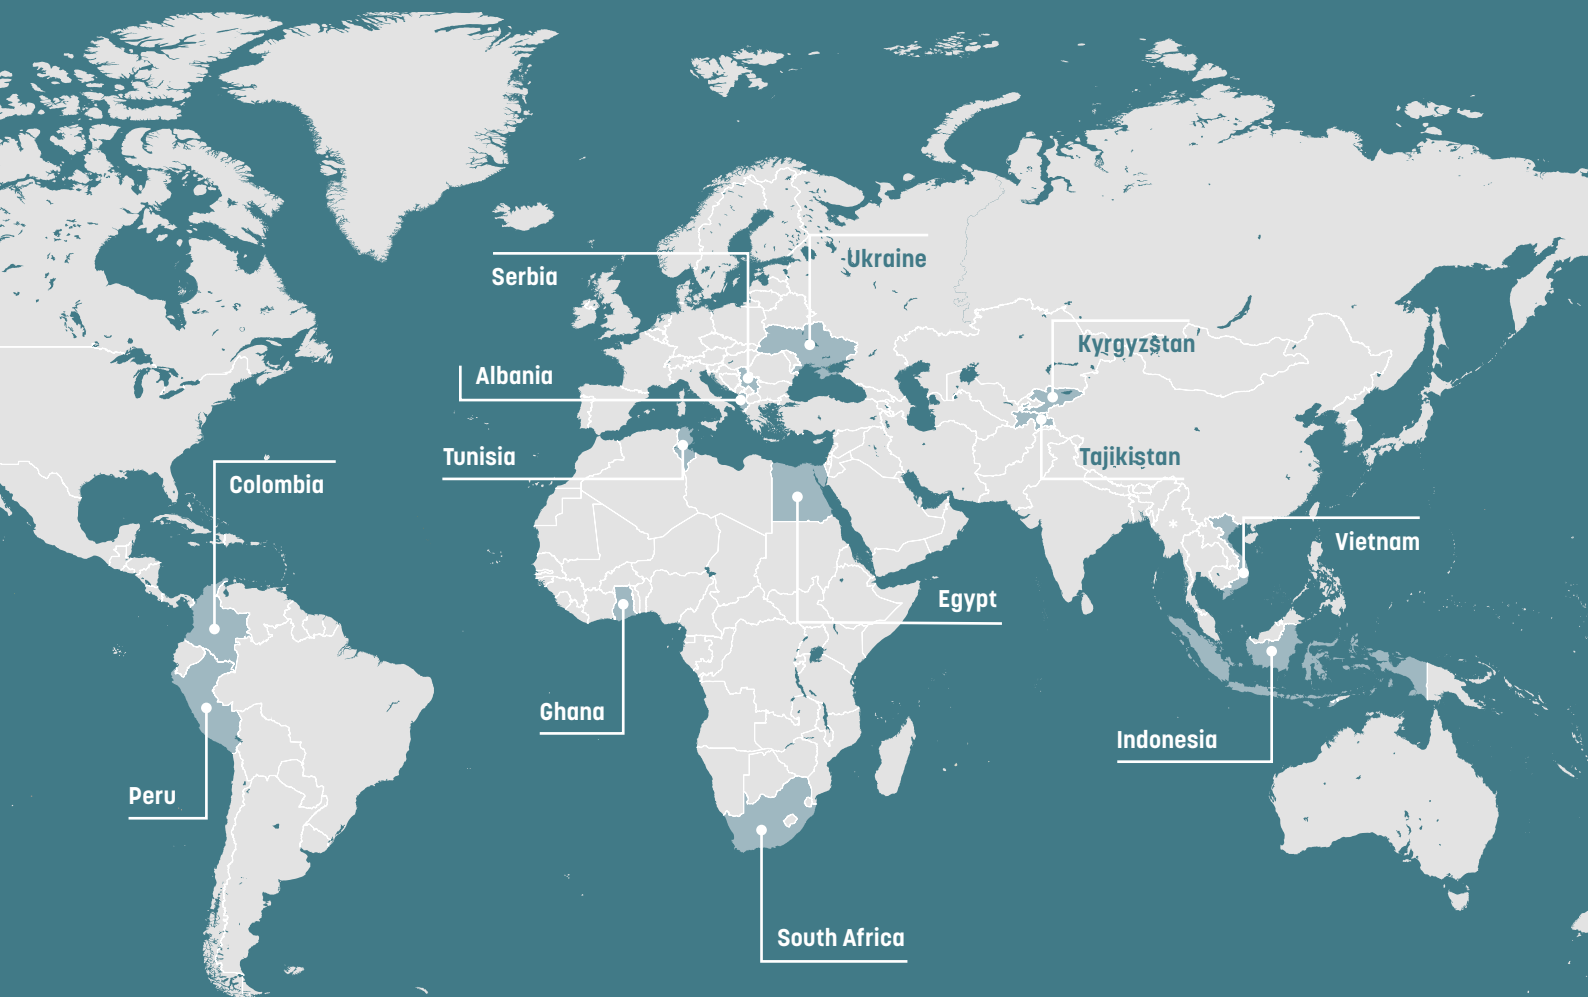 Ukraine
Serbia
Kyrgyzstan
Albania
Tunisia
Tajikistan
Colombia
Vietnam
Egypt
Ghana
Indonesia
Peru
South Africa